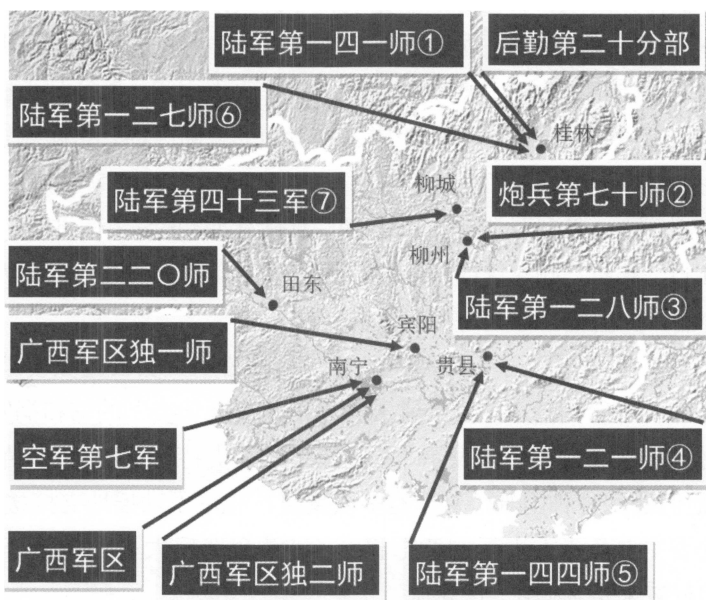 陆军第一四一师①
后勤第二十分部
陆军第一二七师⑥
桂林
柳城
炮兵第七十师②
陆军第四十三军⑦
柳州
陆军第二二〇师
田东
陆军第一二八师③
宾阳
广西军区独一师
南宁
贵县
空军第七军
陆军第一二一师④
广西军区
广西军区独二师
陆军第一四四师⑤